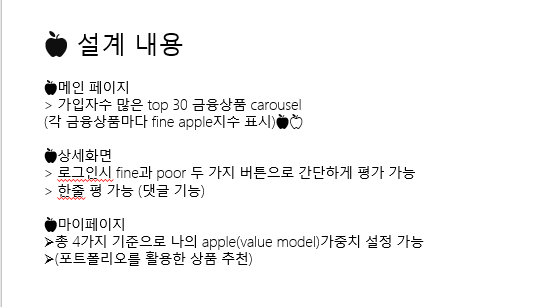 🍎 설계 내용
🍎메인 페이지
> 가입자수 많은 top 30 금융상품 carousel
(각 금융상품마다 fine apple지수 표시)🍎🍎
🍎상세화면
> 로그인시 fine과 poor 두 가지 버튼으로 간단하게 평가 가능
> 한줄 평 가능 (댓글 기능)
🍎마이페이지
➢총 4가지 기준으로 나의 apple(value model)가중치 설정 가능
➢(포트폴리오를 활용한 상품 추천)